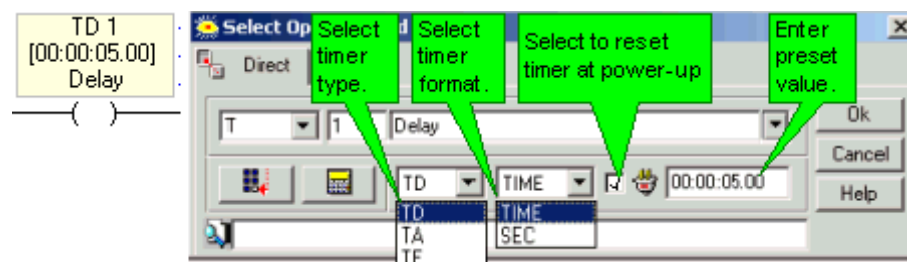 TD 1
[00:00:05.00]
Delay
( )
Select Op
d
Select
timer
type.
Select
timer
format.
Select to reset
timer at power-up
Enter
preset
value.
Direct
T
1
Delay
Ok
Cancel
Help
TD
TIME
00:00:05.00
TD
TA
TE
TIME
SEC